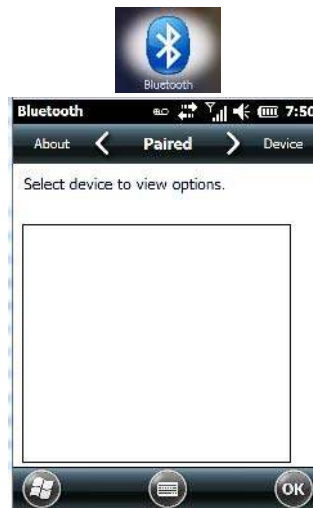 Bluetooth
Bluetooth 7:50
About Paired Device
Select device to view options.
OK